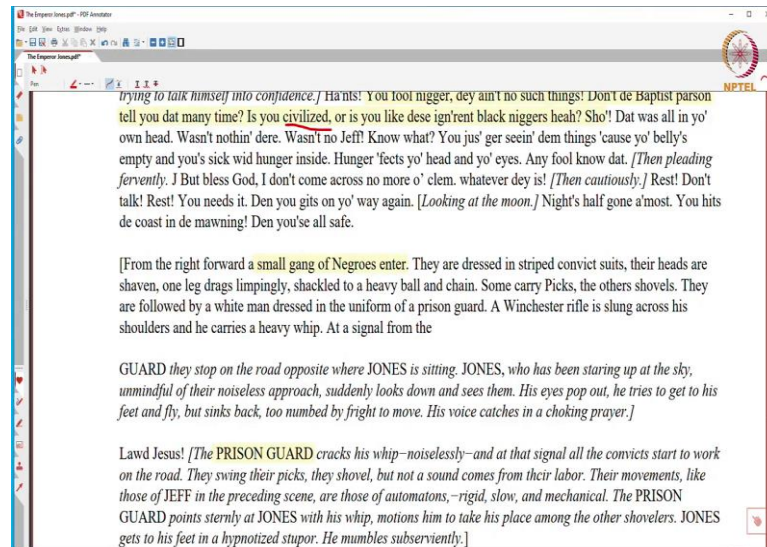 The Emperor Jones.pdf* - PDF Annotator
File Edit View Extras Window Help
The Emperor Jones.pdf*
Pen
NPTEL
trying to talk himself into confidence.] Ha'nts! You fool nigger, dey ain't no such things! Don't de Baptist parson
tell you dat many time? Is you civilized, or is you like dese ign'rent black niggers heah? Sho'! Dat was all in yo'
own head. Wasn't nothin' dere. Wasn't no Jeff! Know what? You jus' ger seein' dem things 'cause yo' belly's
empty and you's sick wid hunger inside. Hunger 'fects yo' head and yo' eyes. Any fool know dat. [Then pleading
fervently. J But bless God, I don't come across no more o' clem. whatever dey is! [Then cautiously.] Rest! Don't
talk! Rest! You needs it. Den you gits on yo' way again. [Looking at the moon.] Night's half gone a'most. You hits
de coast in de mawning! Den you'se all safe.
[From the right forward a small gang of Negroes enter. They are dressed in striped convict suits, their heads are
shaven, one leg drags limpingly, shackled to a heavy ball and chain. Some carry Picks, the others shovels. They
are followed by a white man dressed in the uniform of a prison guard. A Winchester rifle is slung across his
shoulders and he carries a heavy whip. At a signal from the
GUARD they stop on the road opposite where JONES is sitting. JONES, who has been staring up at the sky,
unmindful of their noiseless approach, suddenly looks down and sees them. His eyes pop out, he tries to get to his
feet and fly, but sinks back, too numbed by fright to move. His voice catches in a choking prayer.]
Lawd Jesus! [The PRISON GUARD cracks his whip−noiselessly−and at that signal all the convicts start to work
on the road. They swing their picks, they shovel, but not a sound comes from thcir labor. Their movements, like
those of JEFF in the preceding scene, are those of automatons,−rigid, slow, and mechanical. The PRISON
GUARD points sternly at JONES with his whip, motions him to take his place among the other shovelers. JONES
gets to his feet in a hypnotized stupor. He mumbles subserviently.]